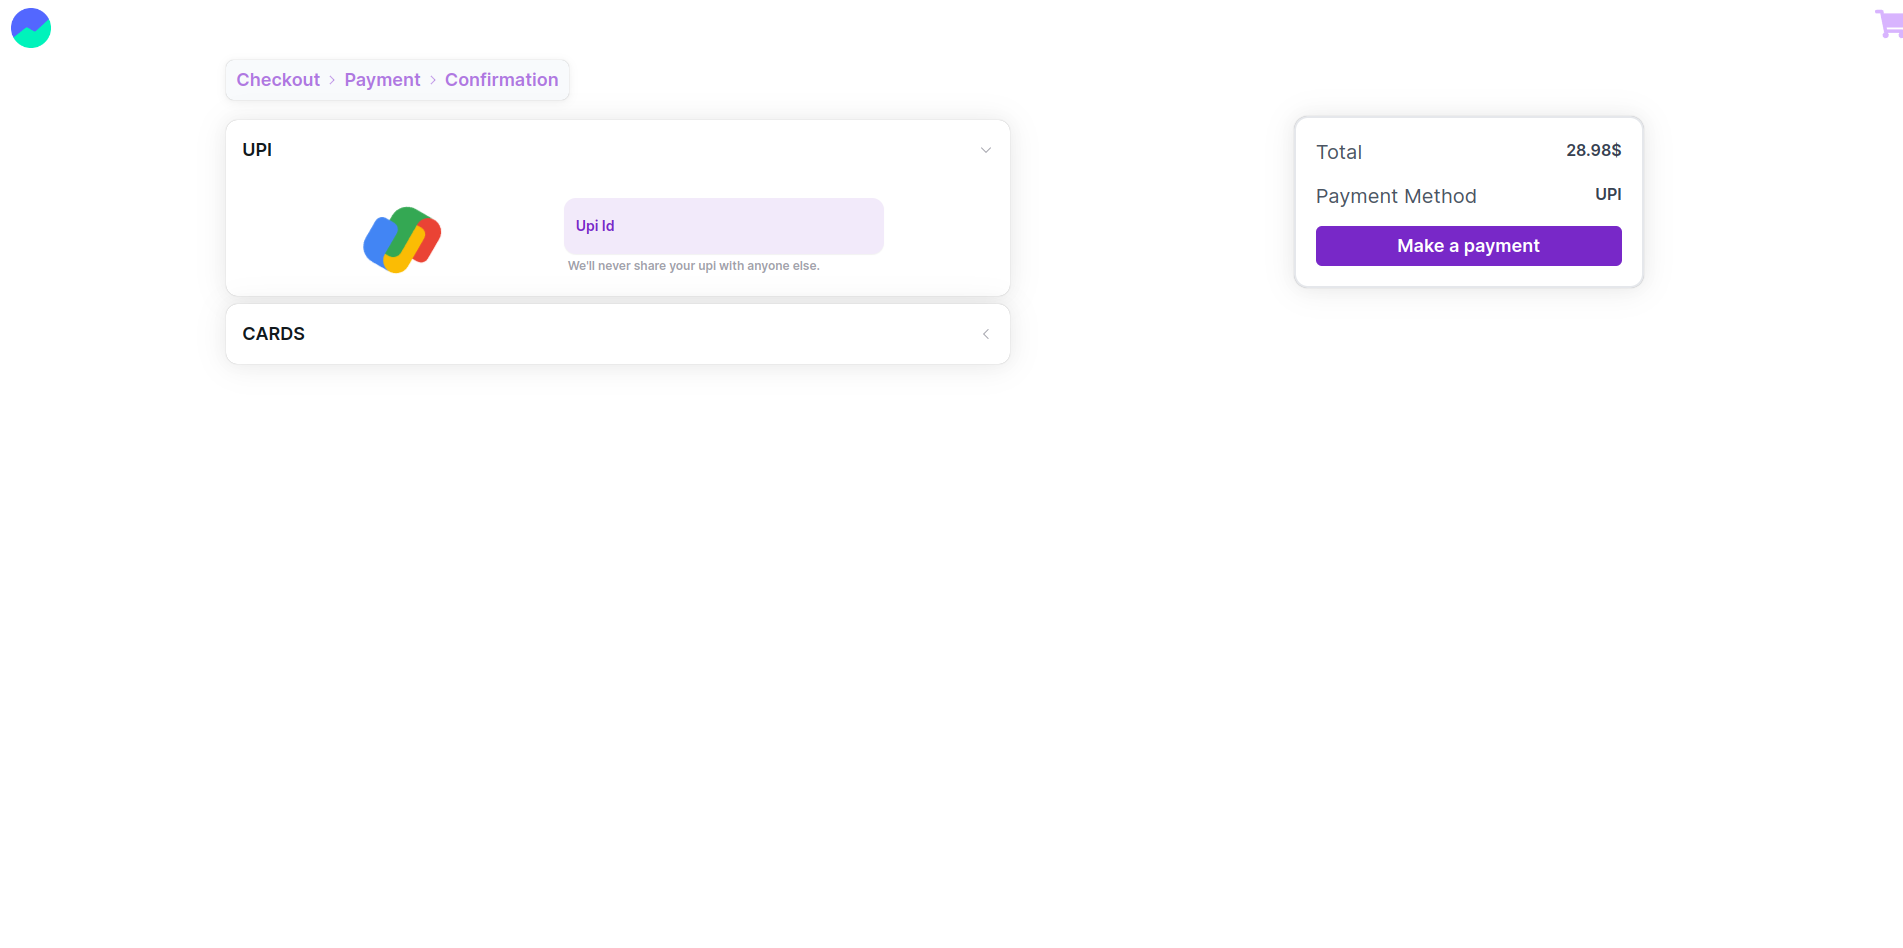 Checkout > Payment > Confirmation
UPI
Upi Id
We'll never share your upi with anyone else.
CARDS
Total 28.98$
Payment Method UPI
Make a payment